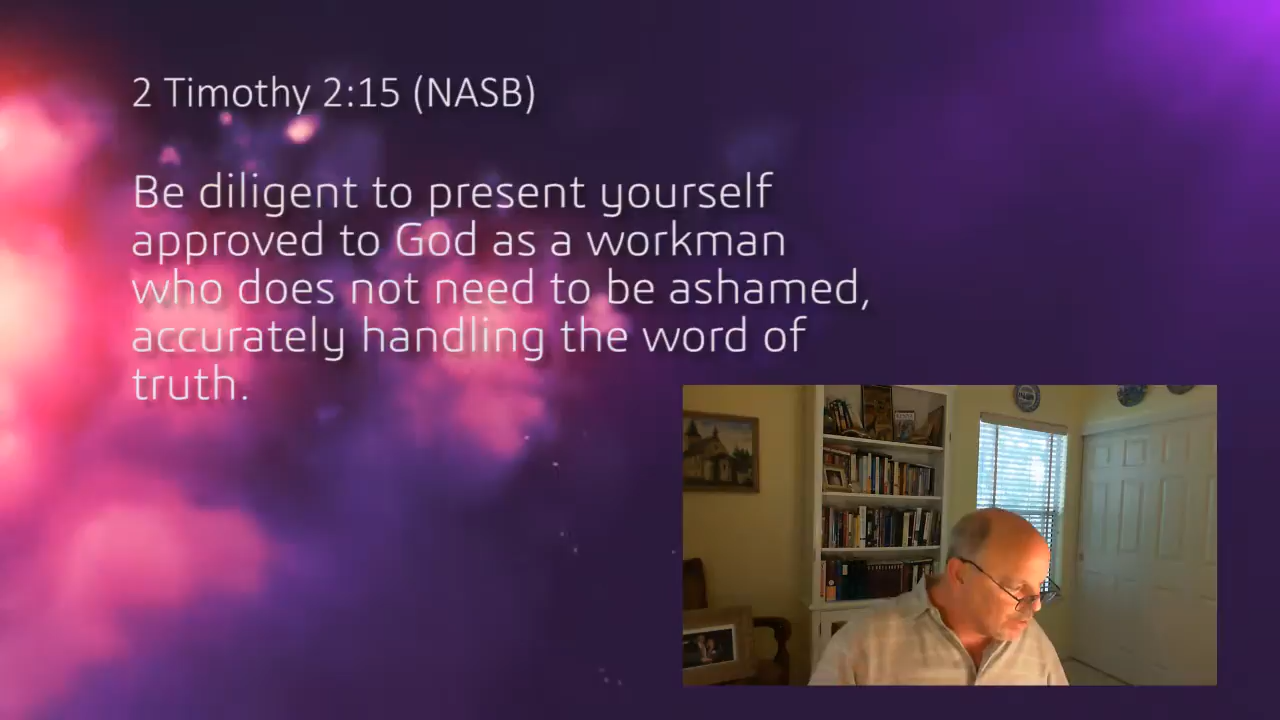 2 Timothy 2:15 (NASB)
Be diligent to present yourself
approved to God as a workman
who does not need to be ashamed,
accurately handling the word of
truth.